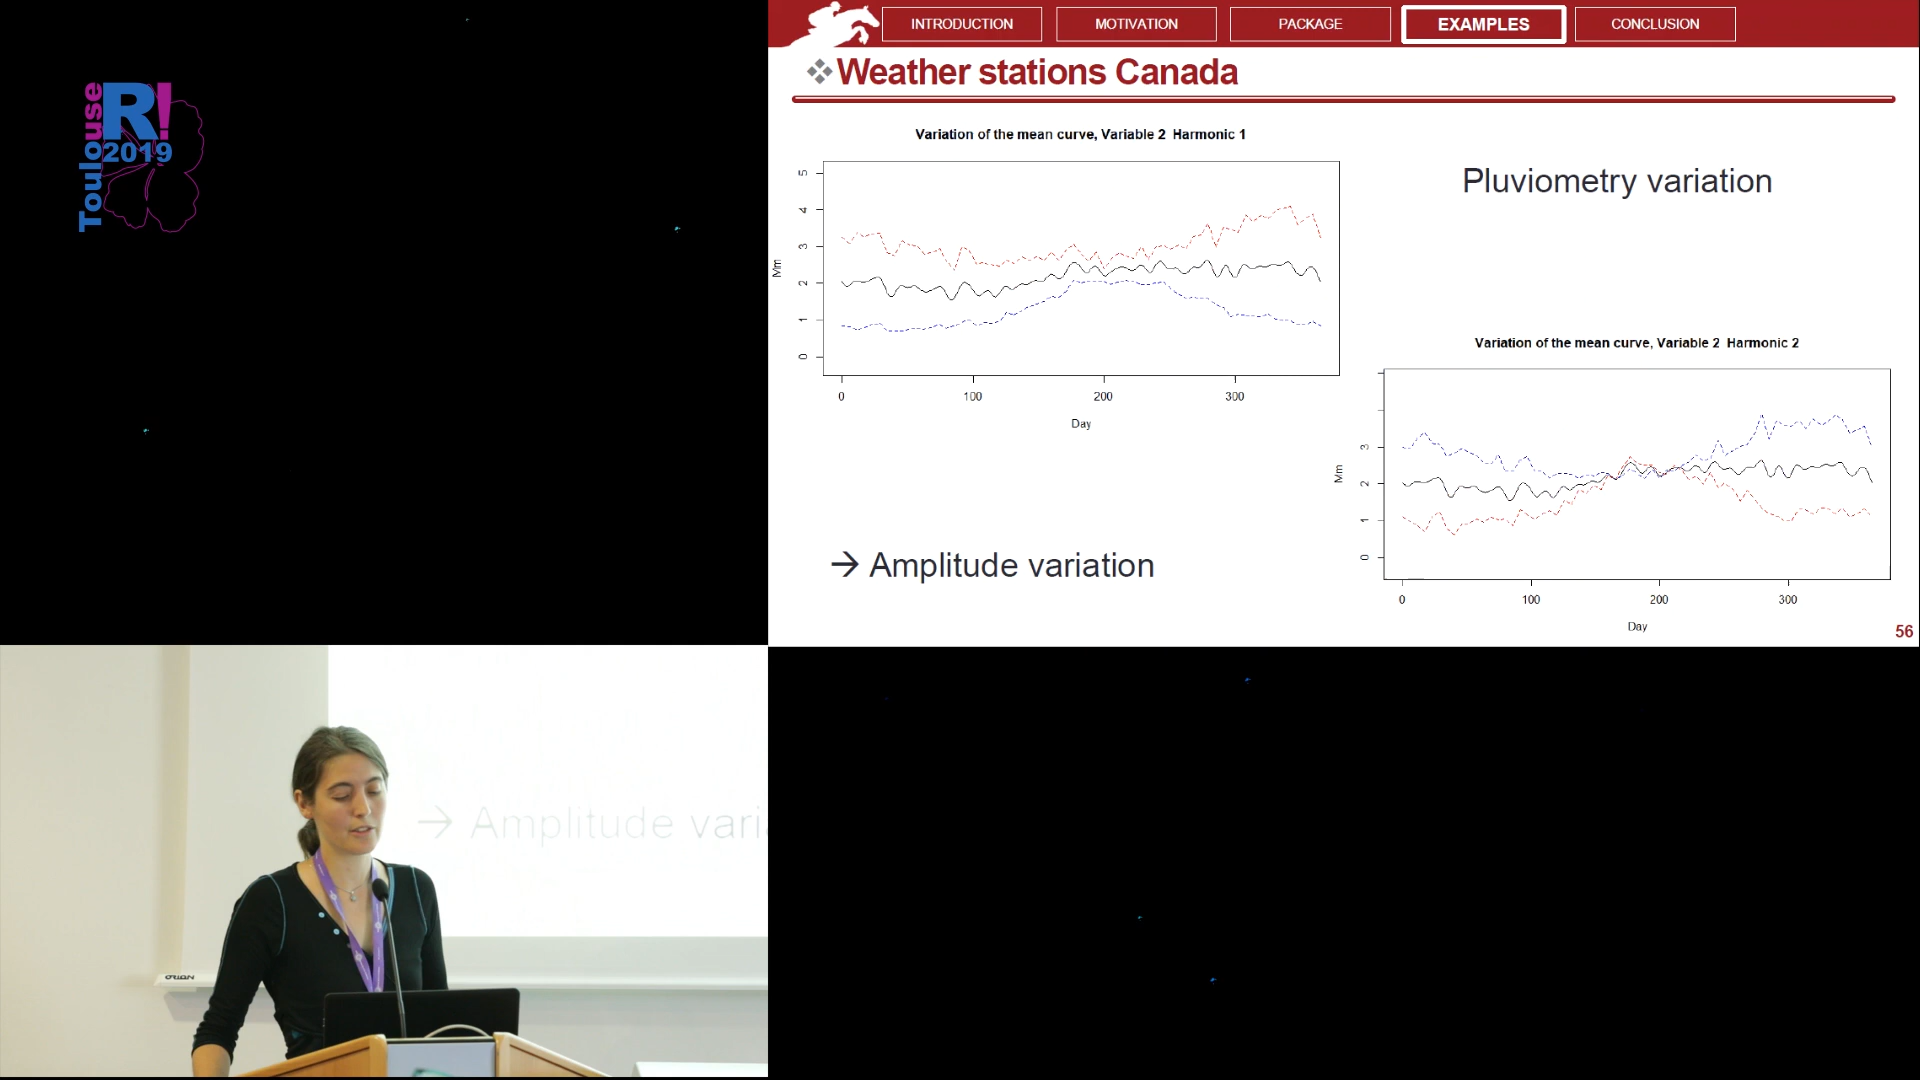 Toulouse
R!
2019
INTRODUCTION
MOTIVATION
PACKAGE
EXAMPLES
CONCLUSION
Weather stations Canada
Variation of the mean curve, Variable 2 Harmonic 1
Pluviometry variation
5
4
3
2
1
0
Mm
0 100 200 300
Day
Variation of the mean curve, Variable 2 Harmonic 2
3
2
1
0
Mm
0 100 200 300
Day
→ Amplitude variation
56
→ Amplitude vari
ORION